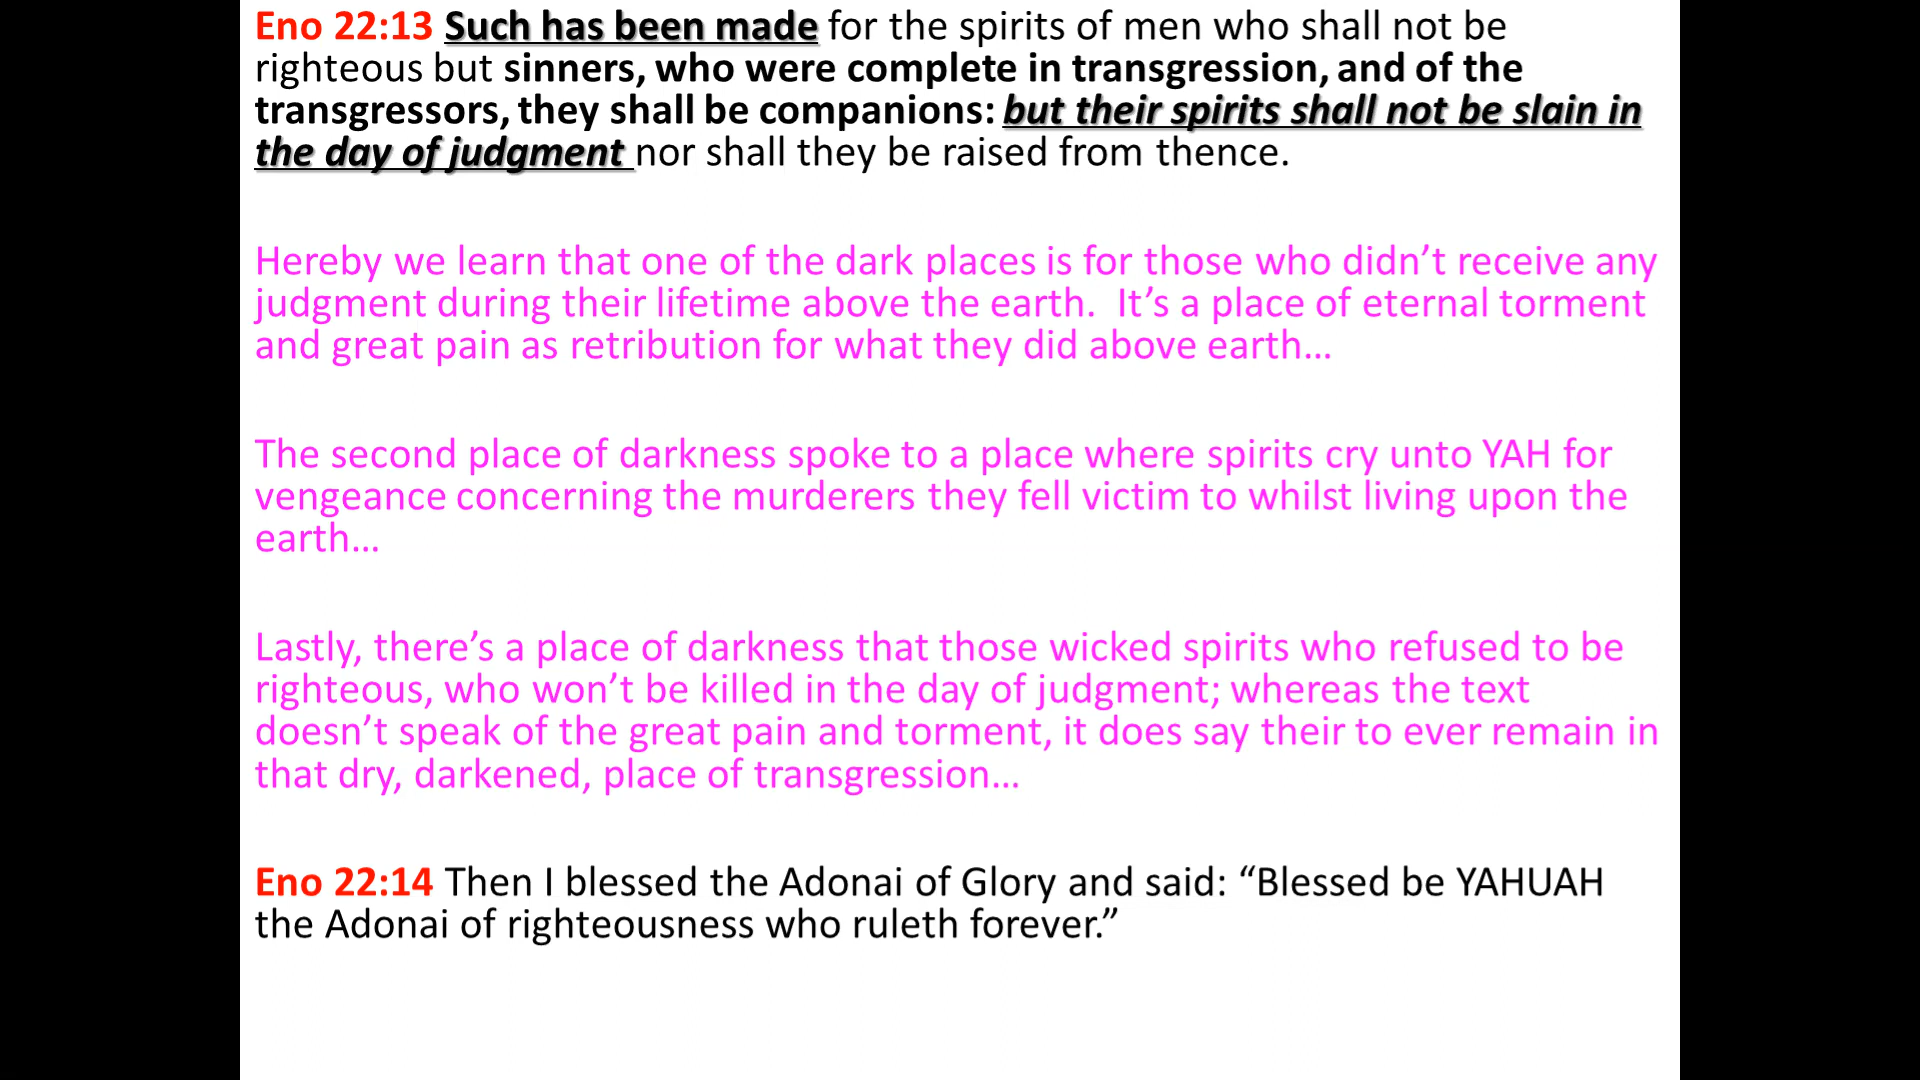 Eno 22:13 Such has been made for the spirits of men who shall not be
righteous but sinners, who were complete in transgression, and of the
transgressors, they shall be companions: but their spirits shall not be slain in
the day of judgment nor shall they be raised from thence.
Hereby we learn that one of the dark places is for those who didn’t receive any
judgment during their lifetime above the earth.  It’s a place of eternal torment
and great pain as retribution for what they did above earth…
The second place of darkness spoke to a place where spirits cry unto YAH for
vengeance concerning the murderers they fell victim to whilst living upon the
earth…
Lastly, there’s a place of darkness that those wicked spirits who refused to be
righteous, who won’t be killed in the day of judgment; whereas the text
doesn’t speak of the great pain and torment, it does say their to ever remain in
that dry, darkened, place of transgression…
Eno 22:14 Then I blessed the Adonai of Glory and said: “Blessed be YAHUAH
the Adonai of righteousness who ruleth forever.”